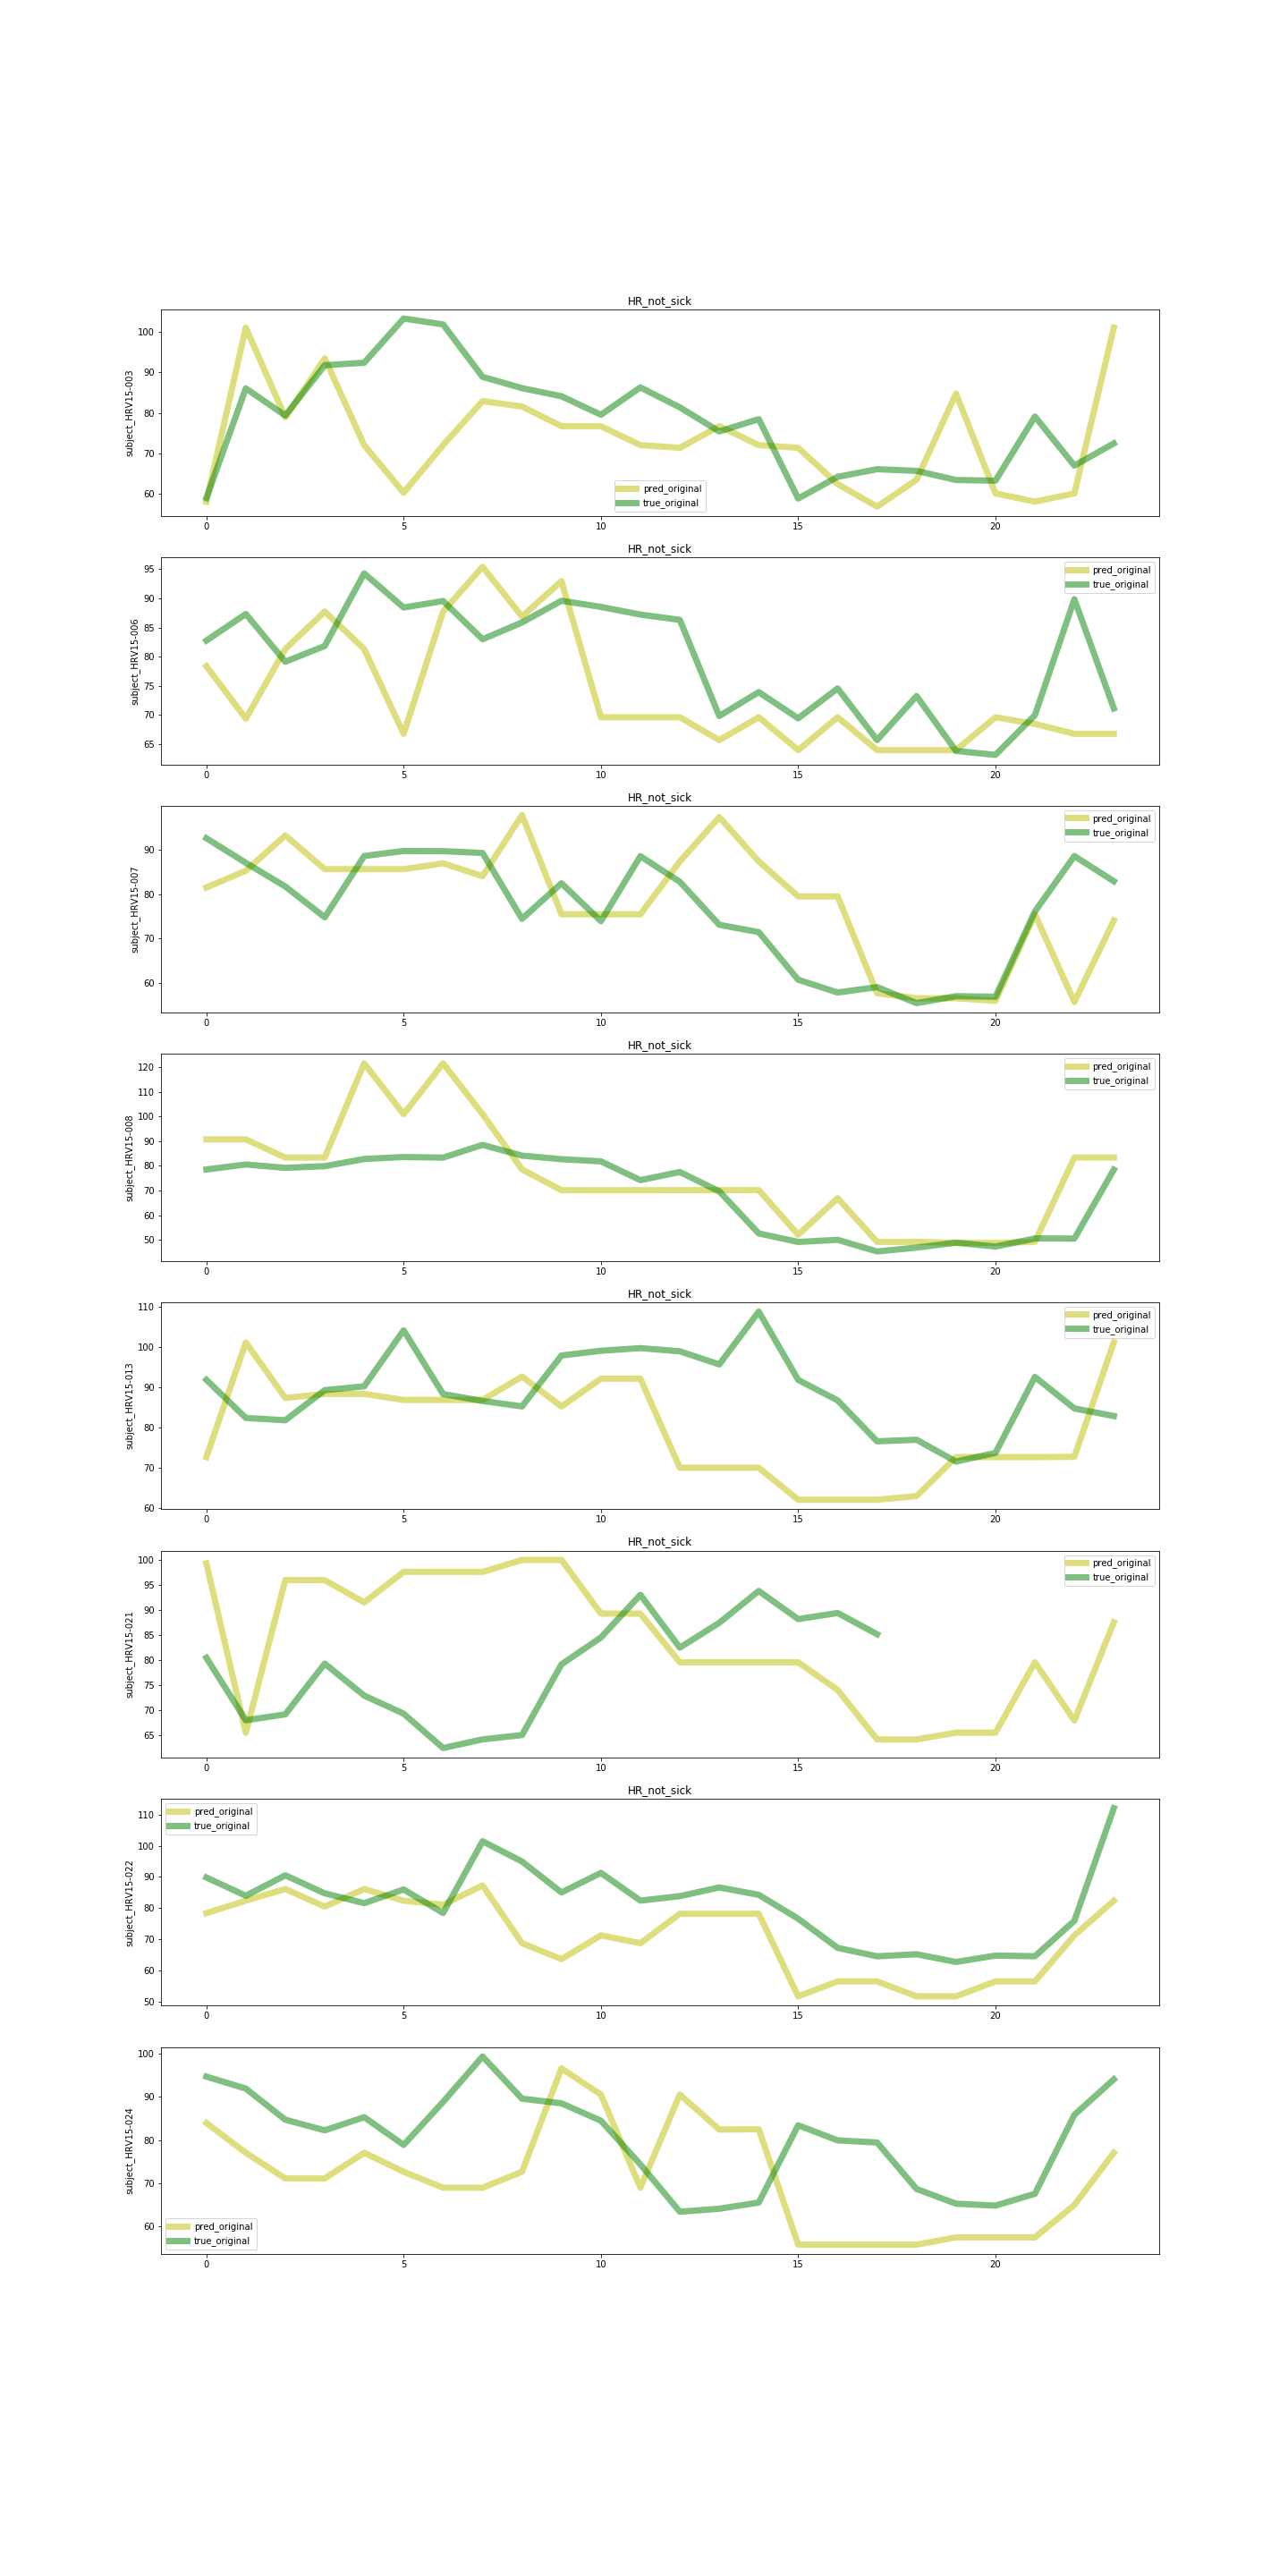 HR_not_sick
subject_HRV15-003
100
90
80
70
60
pred_original
true_original
0 5 10 15 20
HR_not_sick
subject_HRV15-006
95
90
85
80
75
70
65
pred_original
true_original
0 5 10 15 20
HR_not_sick
subject_HRV15-007
90
80
70
60
pred_original
true_original
0 5 10 15 20
HR_not_sick
subject_HRV15-008
120
110
100
90
80
70
60
50
pred_original
true_original
0 5 10 15 20
HR_not_sick
subject_HRV15-013
110
100
90
80
70
60
pred_original
true_original
0 5 10 15 20
HR_not_sick
subject_HRV15-021
100
95
90
85
80
75
70
65
pred_original
true_original
0 5 10 15 20
HR_not_sick
subject_HRV15-022
110
100
90
80
70
60
50
pred_original
true_original
0 5 10 15 20
subject_HRV15-024
100
90
80
70
60
pred_original
true_original
0 5 10 15 20